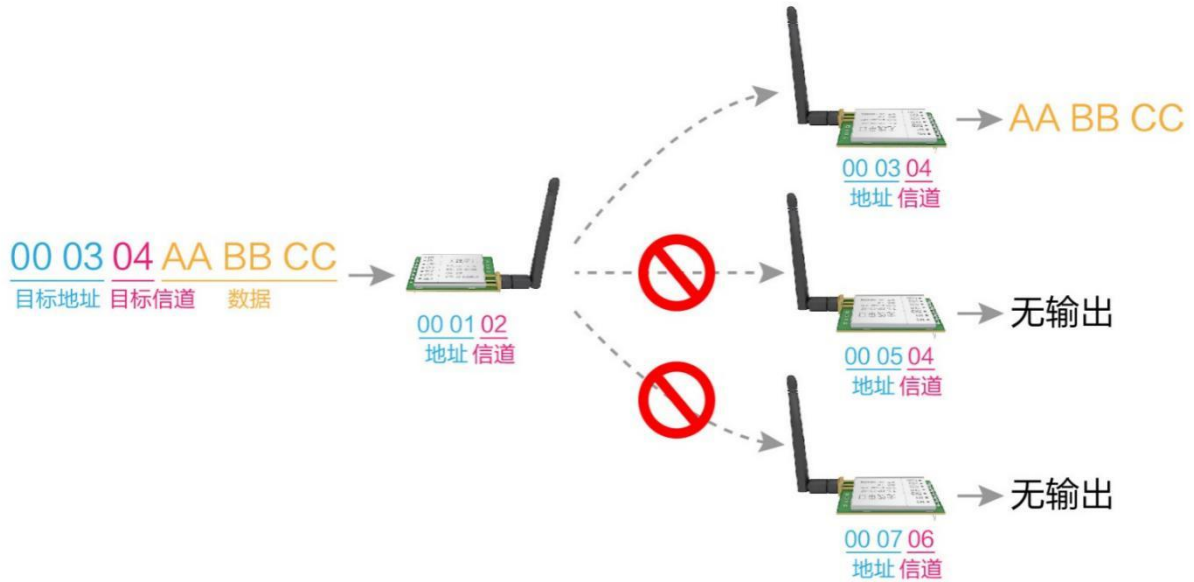 00 03 04 AA BB CC
目标地址 目标信道 数据
00 01 02
地址 信道
AA BB CC
00 03 04
地址 信道
无输出
00 05 04
地址 信道
无输出
00 07 06
地址 信道